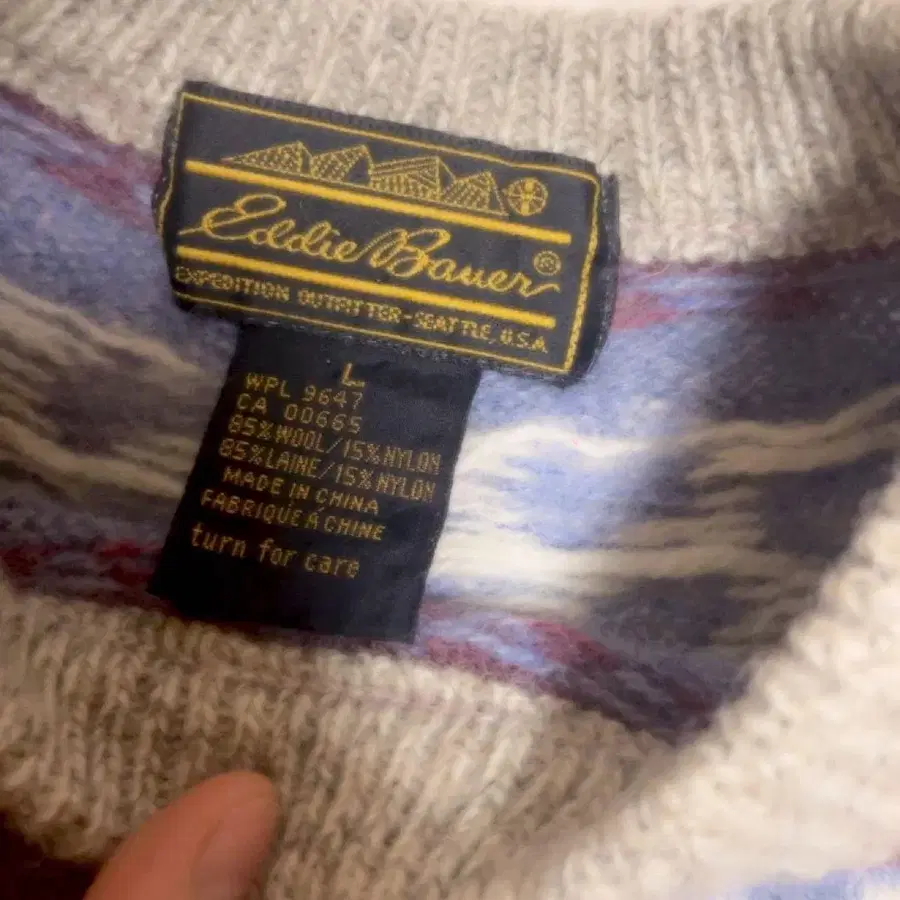 Eddie Bauer®
EXPEDITION OUTFITTER-SEATTLE, U.S.A.
L
WPL 9647
CA 00665
85% WOOL/15% NYLON
85% LAINE/15% NYLON
MADE IN CHINA
FABRIQUÉ À CHINE
turn for care